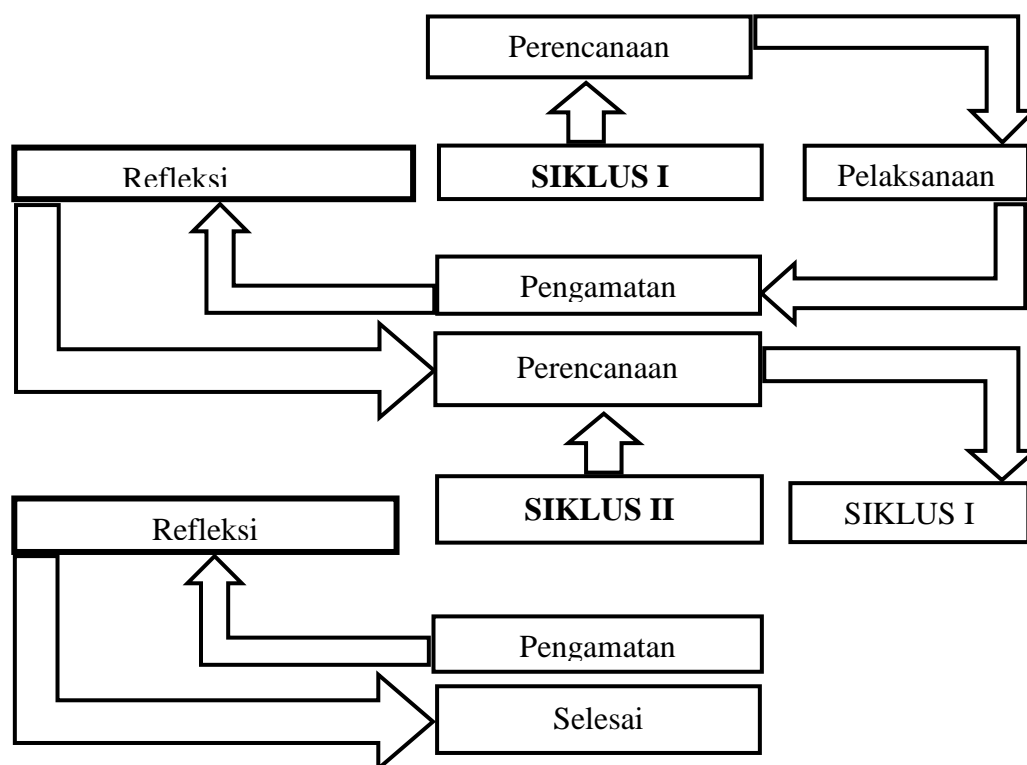 Perencanaan
Refleksi
SIKLUS I
Pelaksanaan
Pengamatan
Perencanaan
SIKLUS II
SIKLUS I
Refleksi
Pengamatan
Selesai